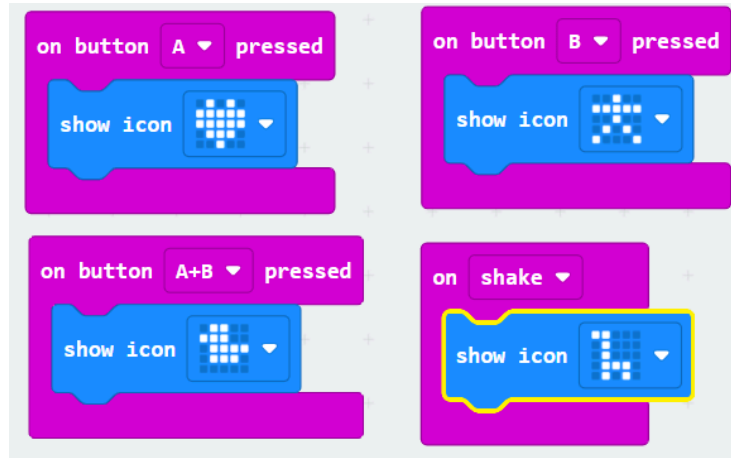 on button A pressed
show icon
on button B pressed
show icon
on button A+B pressed
show icon
on shake
show icon